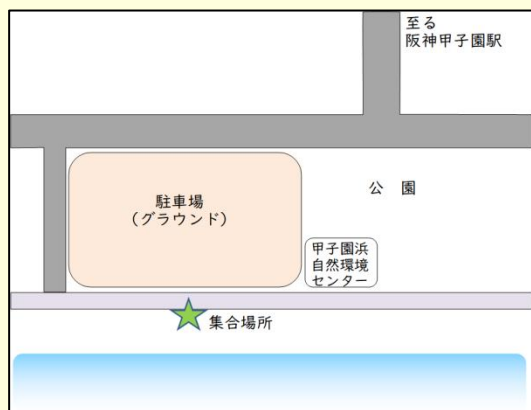 至る
阪神甲子園駅
駐車場
(グラウンド)
公　園
甲子園浜
自然環境
センター
集合場所